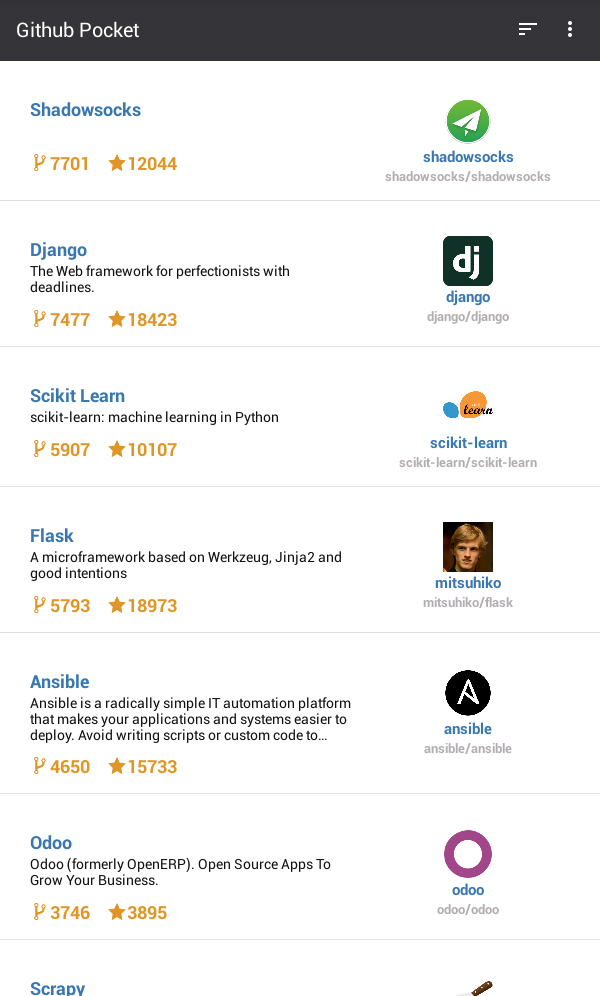 Github Pocket
Shadowsocks
7701 12044
shadowsocks
shadowsocks/shadowsocks
Django
The Web framework for perfectionists with
deadlines.
7477 18423
dj
django
django/django
Scikit Learn
scikit-learn: machine learning in Python
5907 10107
learn
scikit-learn
scikit-learn/scikit-learn
Flask
A microframework based on Werkzeug, Jinja2 and
good intentions
5793 18973
mitsuhiko
mitsuhiko/flask
Ansible
Ansible is a radically simple IT automation platform
that makes your applications and systems easier to
deploy. Avoid writing scripts or custom code to…
4650 15733
A
ansible
ansible/ansible
Odoo
Odoo (formerly OpenERP). Open Source Apps To
Grow Your Business.
3746 3895
odoo
odoo/odoo
Scrapy